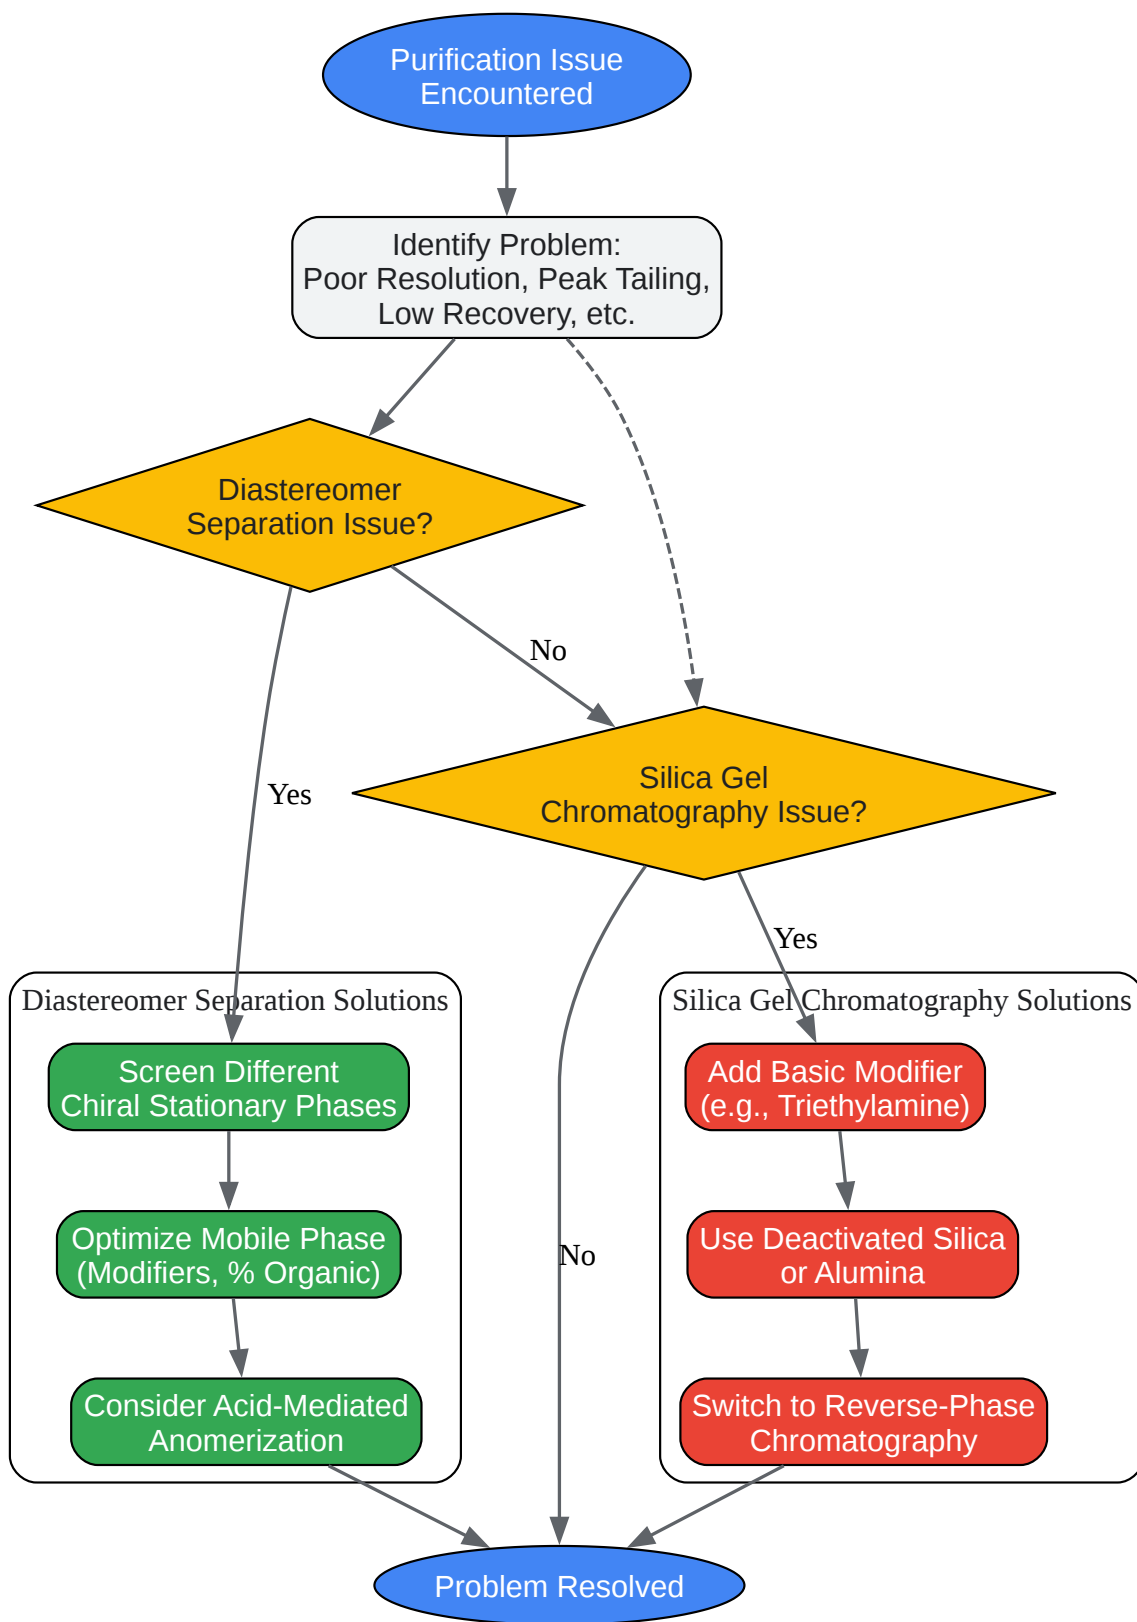 Purification Issue
Encountered
Identify Problem:
Poor Resolution, Peak Tailing,
Low Recovery, etc.
Diastereomer
Separation Issue?
No
Silica Gel
Chromatography Issue?
Yes
Yes
Diastereomer Separation Solutions
Screen Different
Chiral Stationary Phases
Optimize Mobile Phase
(Modifiers, % Organic)
Consider Acid-Mediated
Anomerization
No
Silica Gel Chromatography Solutions
Add Basic Modifier
(e.g., Triethylamine)
Use Deactivated Silica
or Alumina
Switch to Reverse-Phase
Chromatography
Problem Resolved